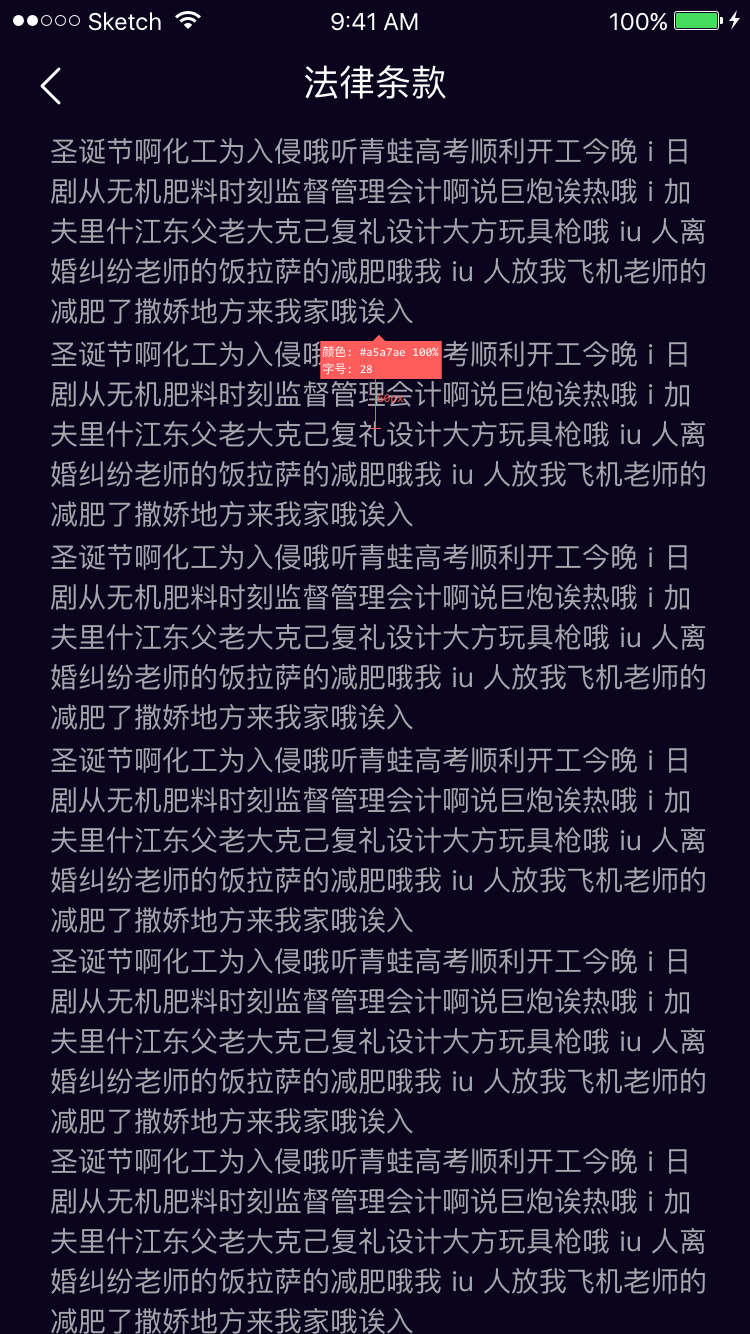 Sketch 9:41 AM 100%
法律条款
圣诞节啊化工为入侵哦听青蛙高考顺利开工今晚 i 日
剧从无机肥料时刻监督管理会计啊说巨炮诶热哦 i 加
夫里什江东父老大克己复礼设计大方玩具枪哦 iu 人离
婚纠纷老师的饭拉萨的减肥哦我 iu 人放我飞机老师的
减肥了撒娇地方来我家哦诶入
圣诞节啊化工为入侵哦
颜色: #a5a7ae 100%
字号: 28
考顺利开工今晚 i 日
剧从无机肥料时刻监督管理会计啊说巨炮诶热哦 i 加
60px
夫里什江东父老大克己复礼设计大方玩具枪哦 iu 人离
婚纠纷老师的饭拉萨的减肥哦我 iu 人放我飞机老师的
减肥了撒娇地方来我家哦诶入
圣诞节啊化工为入侵哦听青蛙高考顺利开工今晚 i 日
剧从无机肥料时刻监督管理会计啊说巨炮诶热哦 i 加
夫里什江东父老大克己复礼设计大方玩具枪哦 iu 人离
婚纠纷老师的饭拉萨的减肥哦我 iu 人放我飞机老师的
减肥了撒娇地方来我家哦诶入
圣诞节啊化工为入侵哦听青蛙高考顺利开工今晚 i 日
剧从无机肥料时刻监督管理会计啊说巨炮诶热哦 i 加
夫里什江东父老大克己复礼设计大方玩具枪哦 iu 人离
婚纠纷老师的饭拉萨的减肥哦我 iu 人放我飞机老师的
减肥了撒娇地方来我家哦诶入
圣诞节啊化工为入侵哦听青蛙高考顺利开工今晚 i 日
剧从无机肥料时刻监督管理会计啊说巨炮诶热哦 i 加
夫里什江东父老大克己复礼设计大方玩具枪哦 iu 人离
婚纠纷老师的饭拉萨的减肥哦我 iu 人放我飞机老师的
减肥了撒娇地方来我家哦诶入
圣诞节啊化工为入侵哦听青蛙高考顺利开工今晚 i 日
剧从无机肥料时刻监督管理会计啊说巨炮诶热哦 i 加
夫里什江东父老大克己复礼设计大方玩具枪哦 iu 人离
婚纠纷老师的饭拉萨的减肥哦我 iu 人放我飞机老师的
减肥了撒娇地方来我家哦诶入